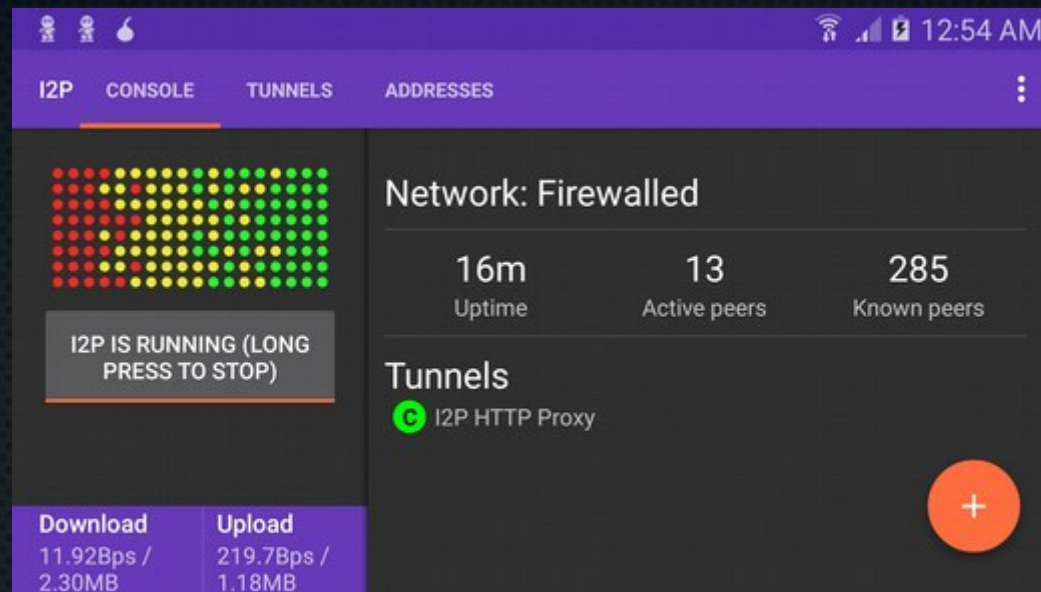 12:54 AM
I2P CONSOLE TUNNELS ADDRESSES
Network: Firewalled
16m 13 285
Uptime Active peers Known peers
I2P IS RUNNING (LONG
PRESS TO STOP)
Tunnels
C I2P HTTP Proxy
+
Download Upload
11.92Bps / 219.7Bps /
2.30MB 1.18MB